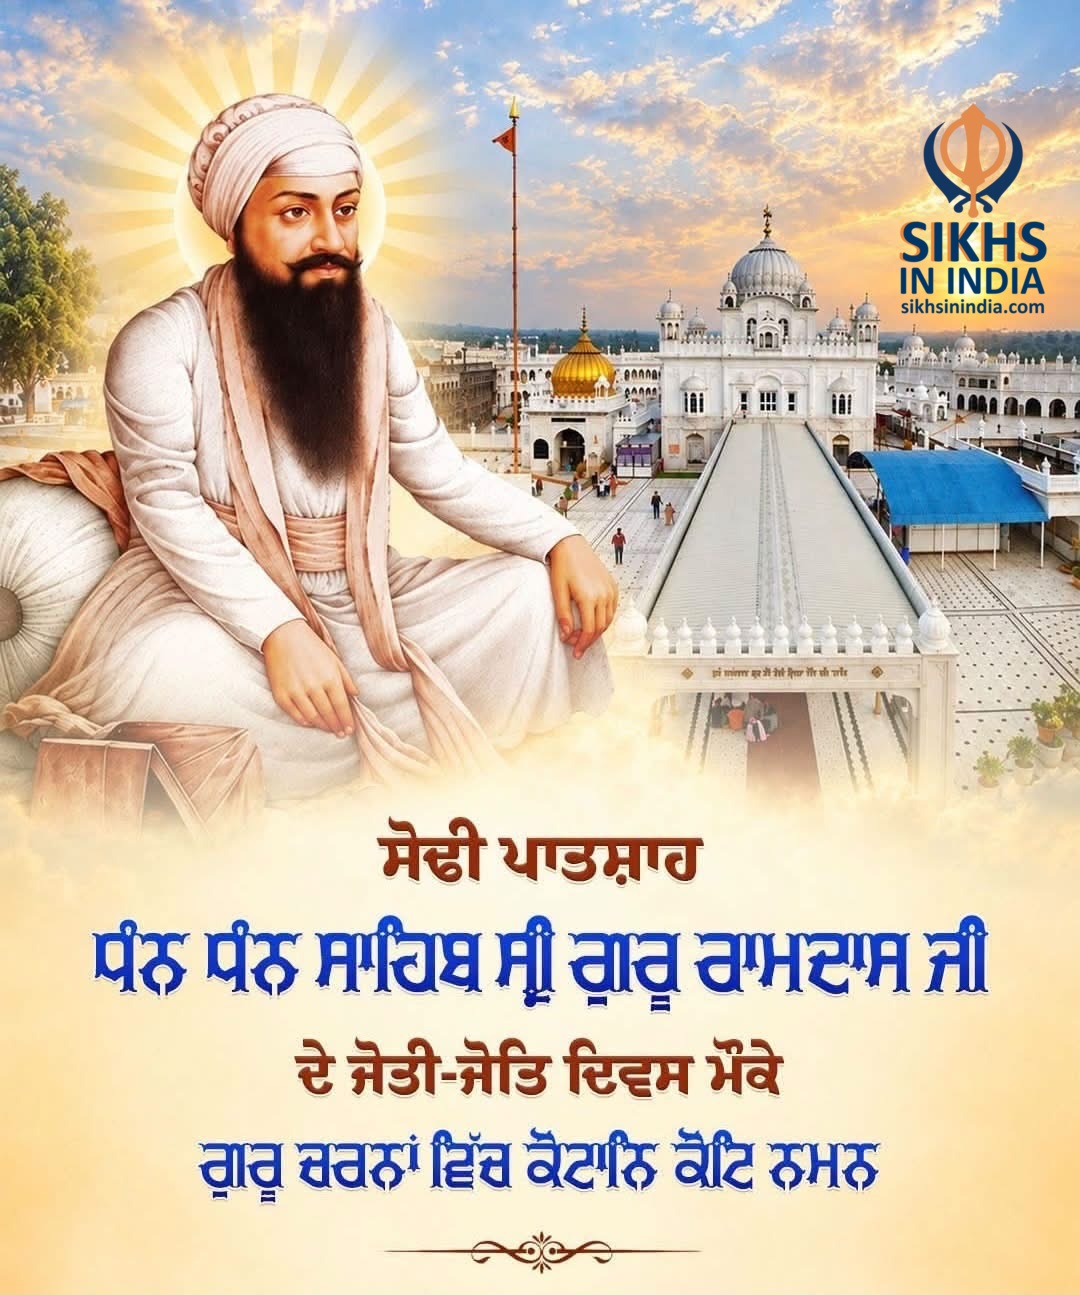 SIKHS
IN INDIA
sikhsinindia.com
ਸੋਢੀ ਪਾਤਸ਼ਾਹ
ਧੰਨ ਧੰਨ ਸਾਹਿਬ ਸ੍ਰੀ ਗੁਰੂ ਰਾਮਦਾਸ ਜੀ
ਦੇ ਜੋਤੀ-ਜੋਤਿ ਦਿਵਸ ਮੌਕੇ
ਗੁਰੂ ਚਰਨਾਂ ਵਿੱਚ ਕੋਟਾਨਿ ਕੋਟਿ ਨਮਨ